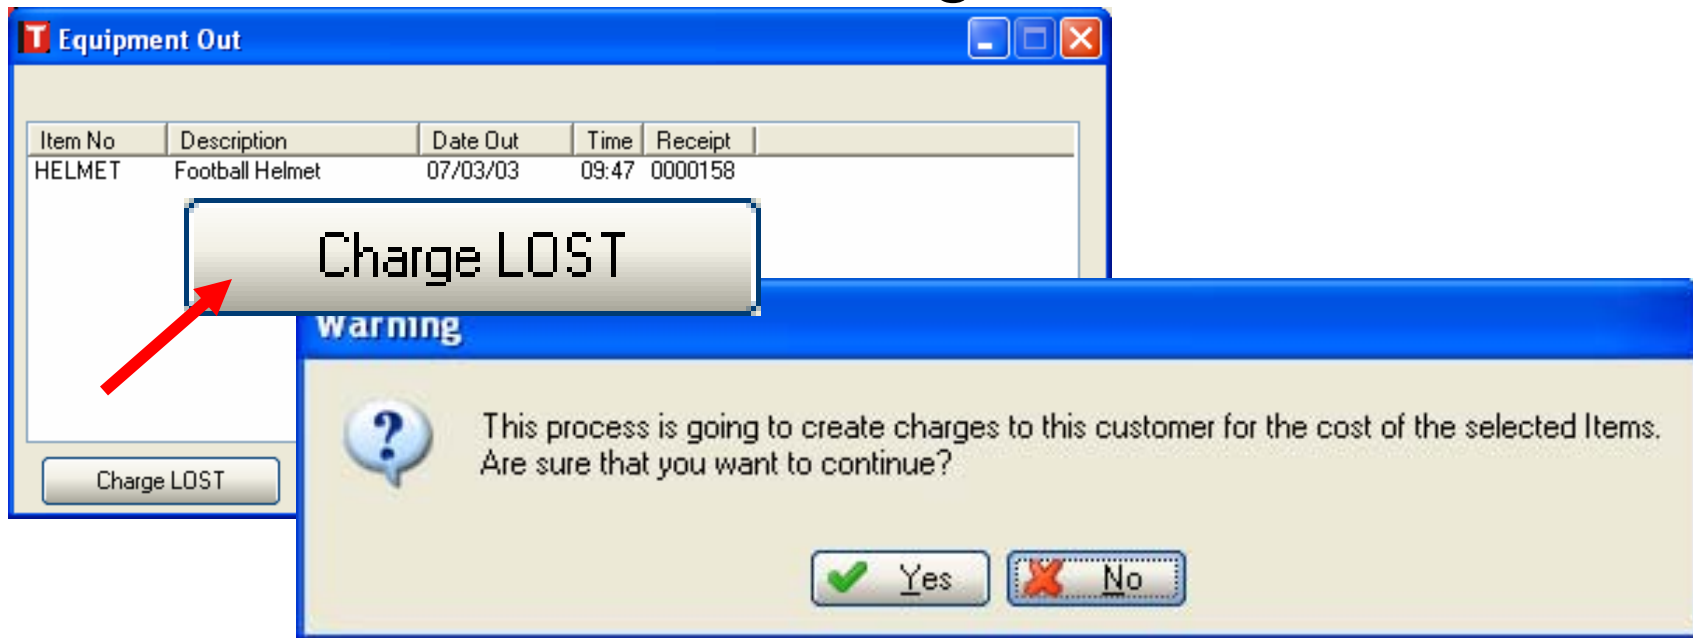 T Equipment Out
Item No Description Date Out Time Receipt
HELMET Football Helmet 07/03/03 09:47 0000158
Charge LOST
Warning
This process is going to create charges to this customer for the cost of the selected Items.
Are sure that you want to continue?
Charge LOST
Yes No